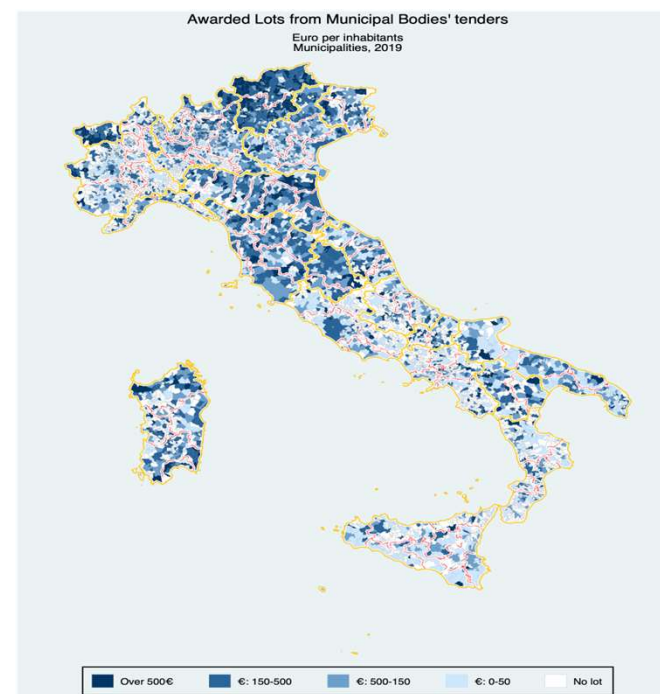 Awarded Lots from Municipal Bodies' tenders
Euro per inhabitants
Municipalities, 2019
Over 500€ €: 150-500 €: 500-150 €: 0-50 No lot